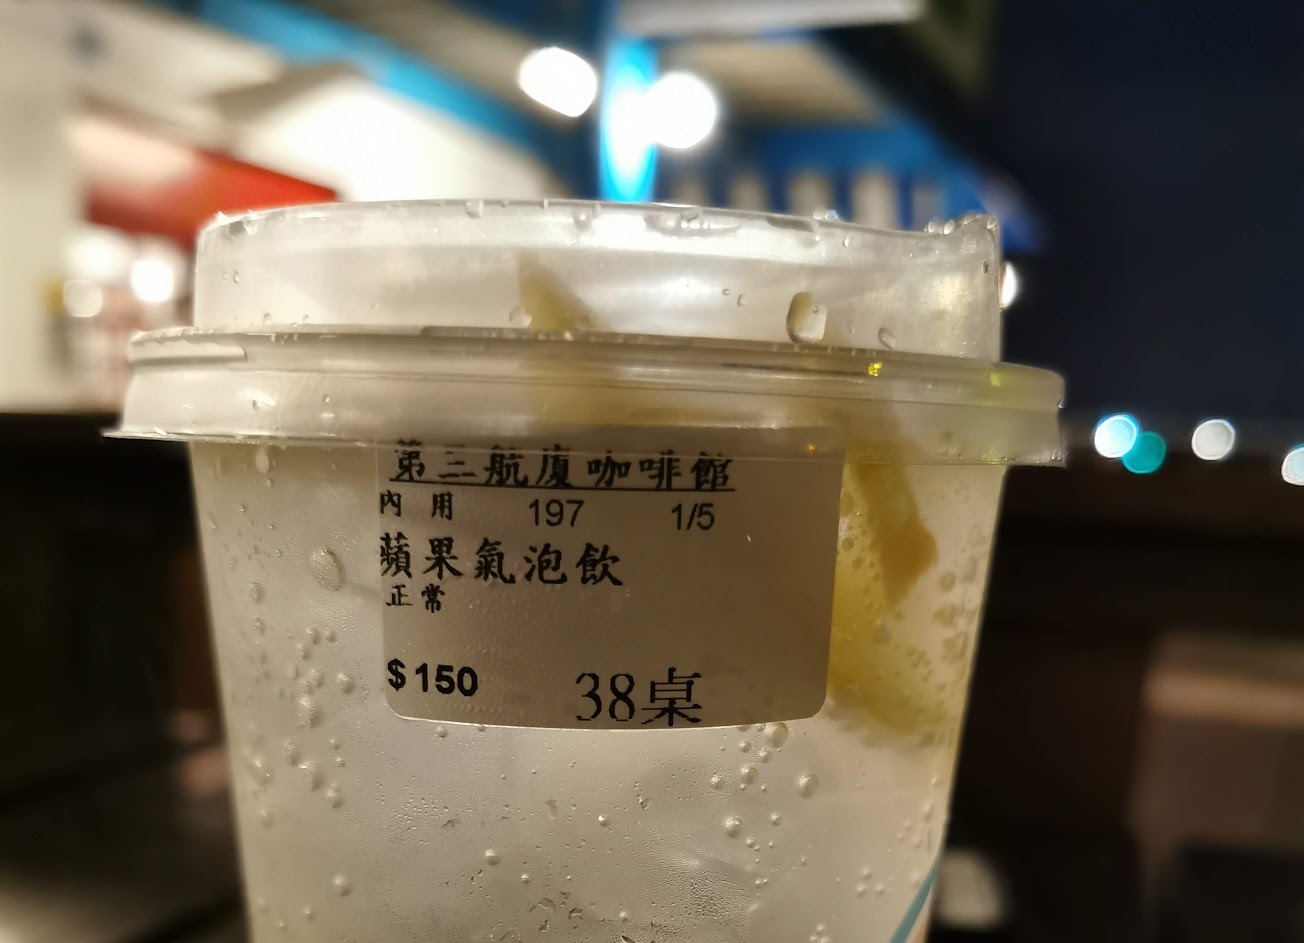 第三航廈咖啡館
內用 197 1/5
蘋果氣泡飲
正常
$150 38桌